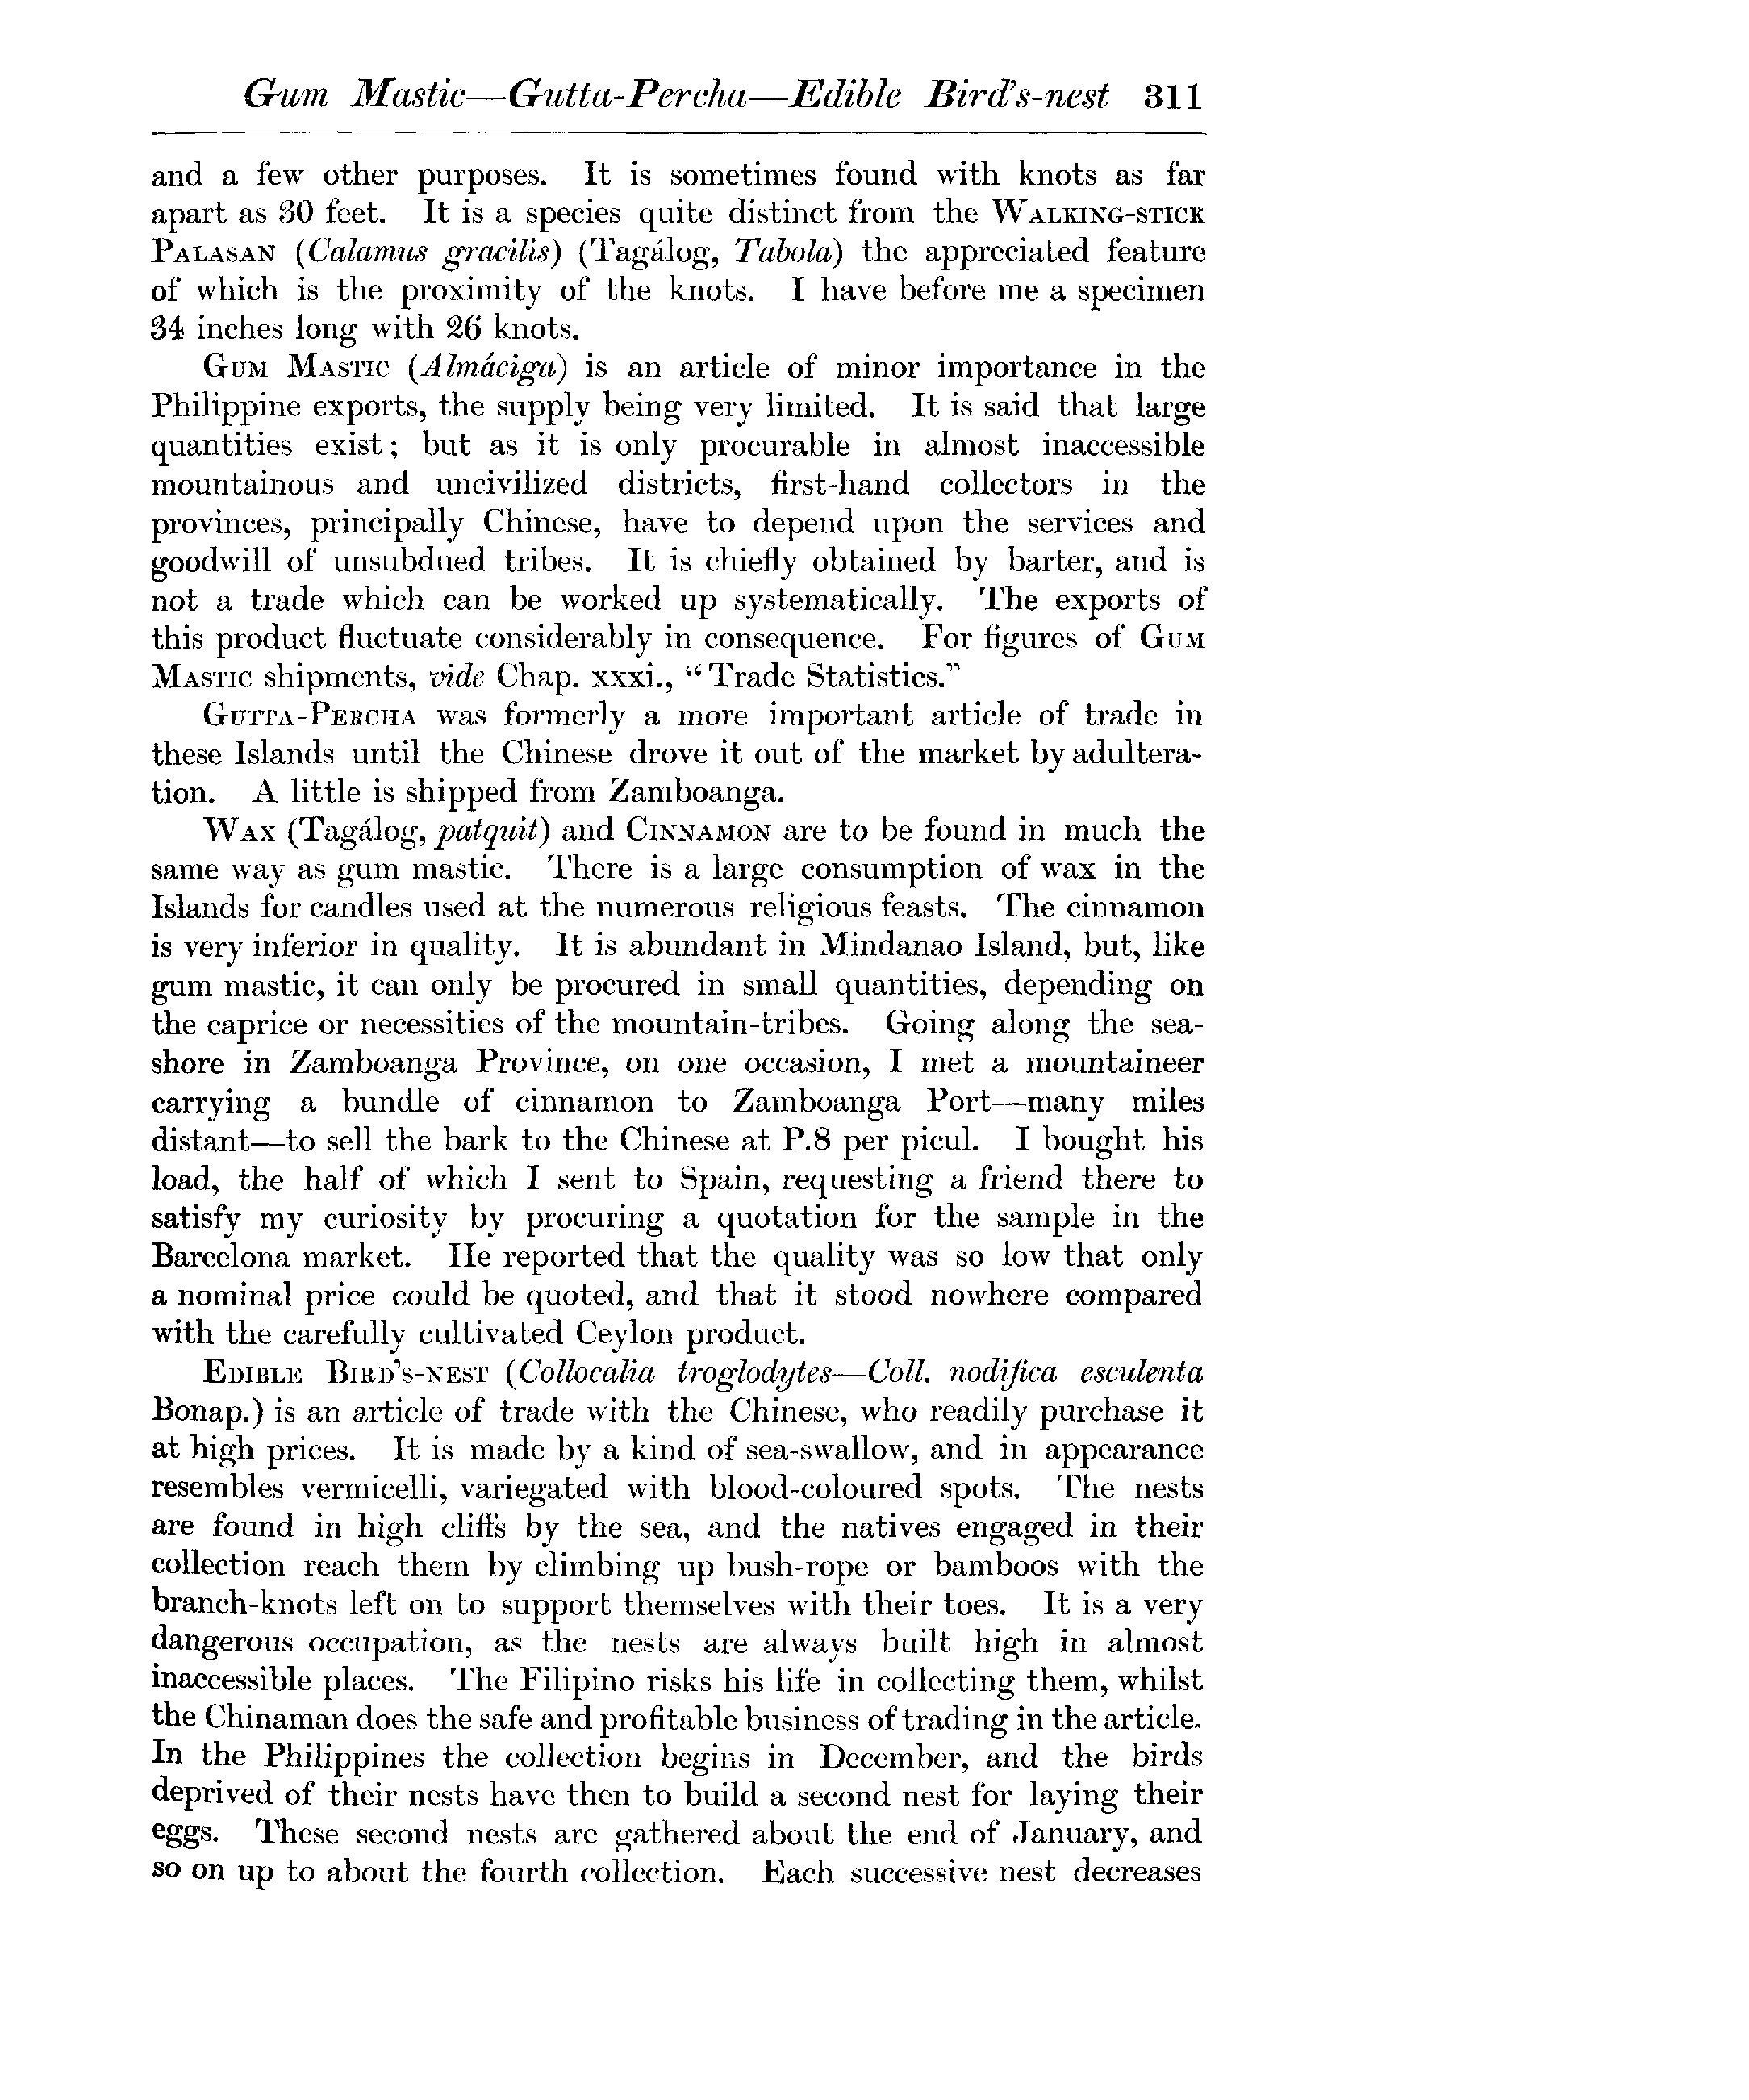 Gum Mastic—Gutta-Percha—Edible Bird's-nest 311
and a few other purposes. It is sometimes found with knots as far
apart as 30 feet. It is a species quite distinct from the WALKING-STICK
PALASAN (Calamus gracilis) (Tagálog, Tabola) the appreciated feature
of which is the proximity of the knots. I have before me a specimen
34 inches long with 26 knots.
GUM MASTIC (Almáciga) is an article of minor importance in the
Philippine exports, the supply being very limited. It is said that large
quantities exist; but as it is only procurable in almost inaccessible
mountainous and uncivilized districts, first-hand collectors in the
provinces, principally Chinese, have to depend upon the services and
goodwill of unsubdued tribes. It is chiefly obtained by barter, and is
not a trade which can be worked up systematically. The exports of
this product fluctuate considerably in consequence. For figures of GUM
MASTIC shipments, vide Chap. xxxi., "Trade Statistics."
GUTTA-PERCHA was formerly a more important article of trade in
these Islands until the Chinese drove it out of the market by adultera-
tion. A little is shipped from Zamboanga.
WAX (Tagálog, patquit) and CINNAMON are to be found in much the
same way as gum mastic. There is a large consumption of wax in the
Islands for candles used at the numerous religious feasts. The cinnamon
is very inferior in quality. It is abundant in Mindanao Island, but, like
gum mastic, it can only be procured in small quantities, depending on
the caprice or necessities of the mountain-tribes. Going along the sea-
shore in Zamboanga Province, on one occasion, I met a mountaineer
carrying a bundle of cinnamon to Zamboanga Port—many miles
distant—to sell the bark to the Chinese at P.8 per picul. I bought his
load, the half of which I sent to Spain, requesting a friend there to
satisfy my curiosity by procuring a quotation for the sample in the
Barcelona market. He reported that the quality was so low that only
a nominal price could be quoted, and that it stood nowhere compared
with the carefully cultivated Ceylon product.
EDIBLE BIRD'S-NEST (Collocalia troglodytes—Coll. nodifica esculenta
Bonap.) is an article of trade with the Chinese, who readily purchase it
at high prices. It is made by a kind of sea-swallow, and in appearance
resembles vermicelli, variegated with blood-coloured spots. The nests
are found in high cliffs by the sea, and the natives engaged in their
collection reach them by climbing up bush-rope or bamboos with the
branch-knots left on to support themselves with their toes. It is a very
dangerous occupation, as the nests are always built high in almost
inaccessible places. The Filipino risks his life in collecting them, whilst
the Chinaman does the safe and profitable business of trading in the article.
In the Philippines the collection begins in December, and the birds
deprived of their nests have then to build a second nest for laying their
eggs. These second nests are gathered about the end of January, and
so on up to about the fourth collection. Each successive nest decreases